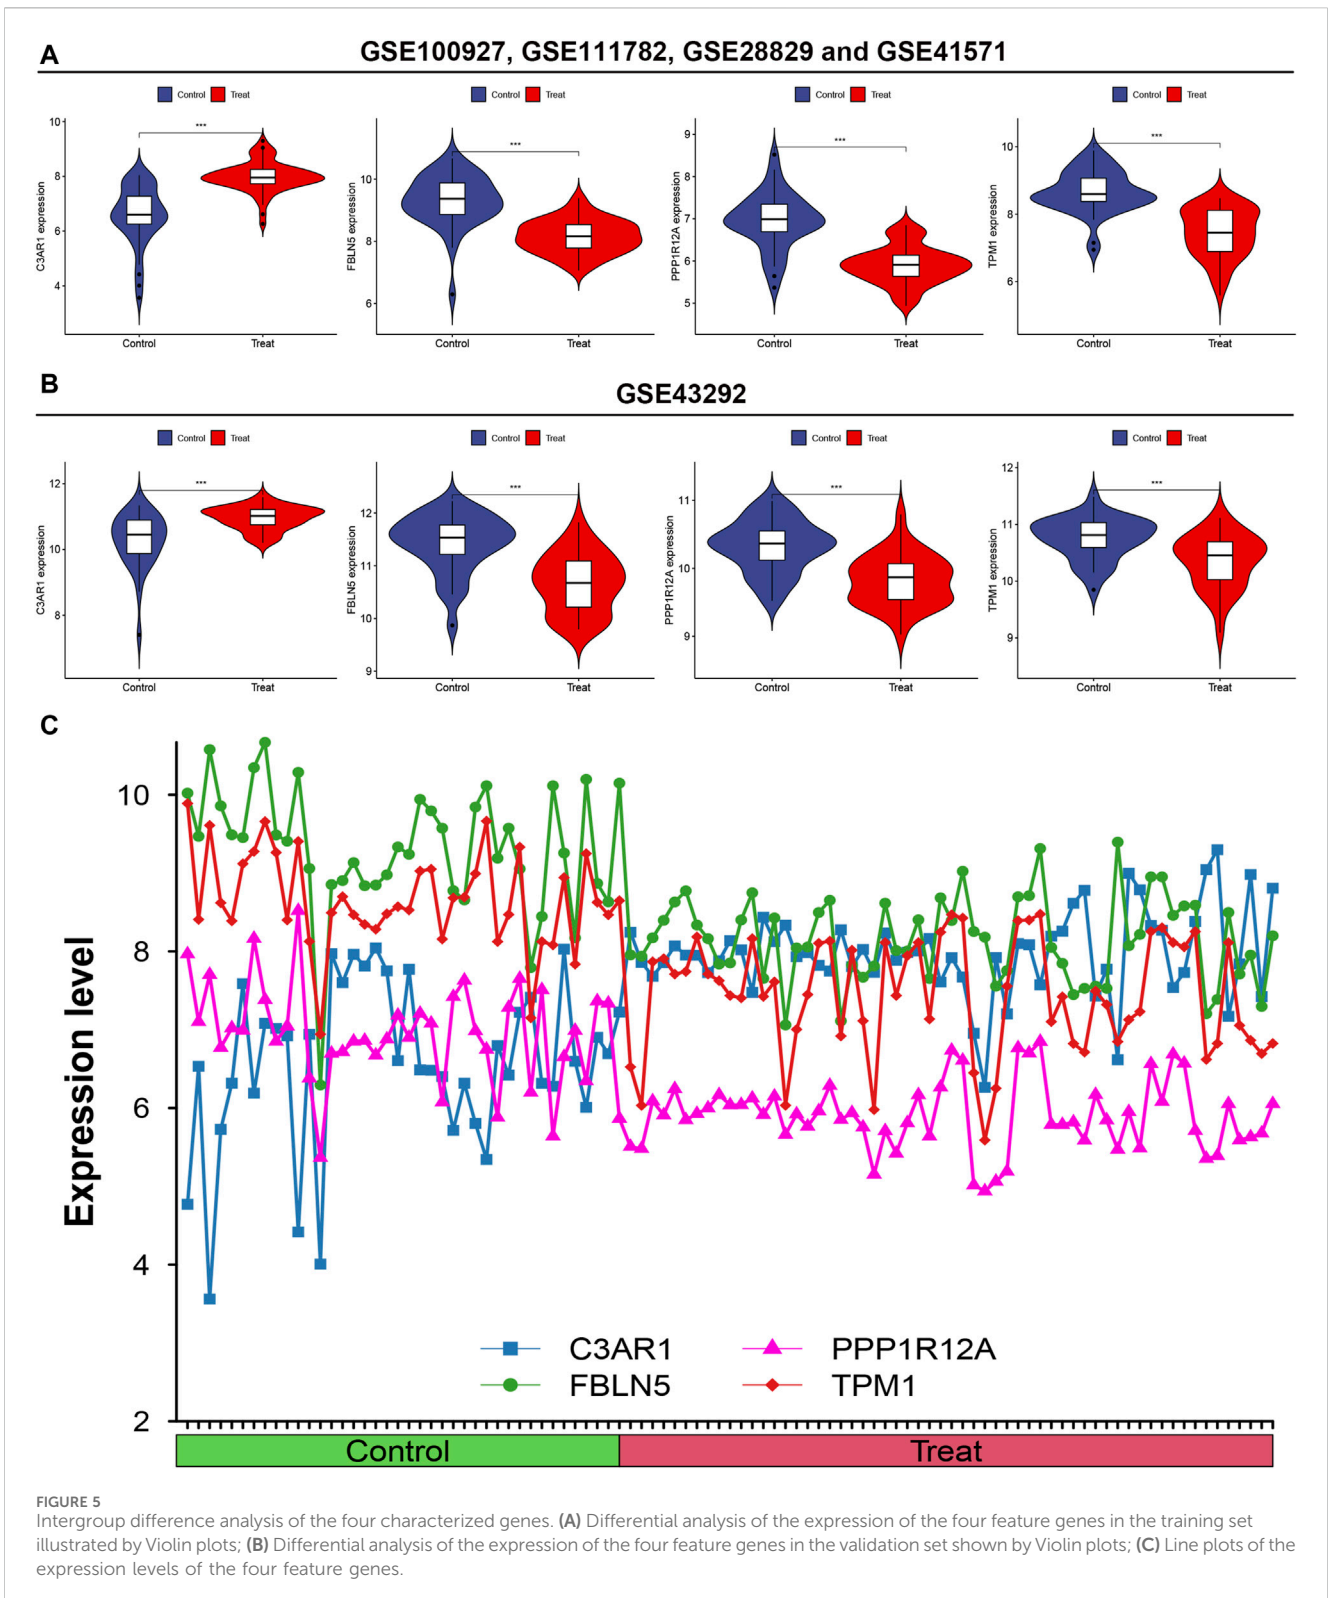 A
GSE100927, GSE111782, GSE28829 and GSE41571
Control Treat
Control Treat
Control Treat
Control Treat
C3AR1 expression
10
8
6
4
***
Control Treat
FBLN5 expression
10
8
6
***
Control Treat
PPP1R12A expression
9
8
7
6
5
***
Control Treat
TPM1 expression
10
8
6
***
Control Treat
B
GSE43292
Control Treat
Control Treat
Control Treat
Control Treat
C3AR1 expression
12
10
8
***
Control Treat
FBLN5 expression
12
11
10
9
***
Control Treat
PPP1R12A expression
11
10
9
***
Control Treat
TPM1 expression
12
11
10
9
***
Control Treat
C
Expression level
10
8
6
4
2
C3AR1 PPP1R12A
FBLN5 TPM1
Control Treat
FIGURE 5
Intergroup difference analysis of the four characterized genes. (A) Differential analysis of the expression of the four feature genes in the training set
illustrated by Violin plots; (B) Differential analysis of the expression of the four feature genes in the validation set shown by Violin plots; (C) Line plots of the
expression levels of the four feature genes.